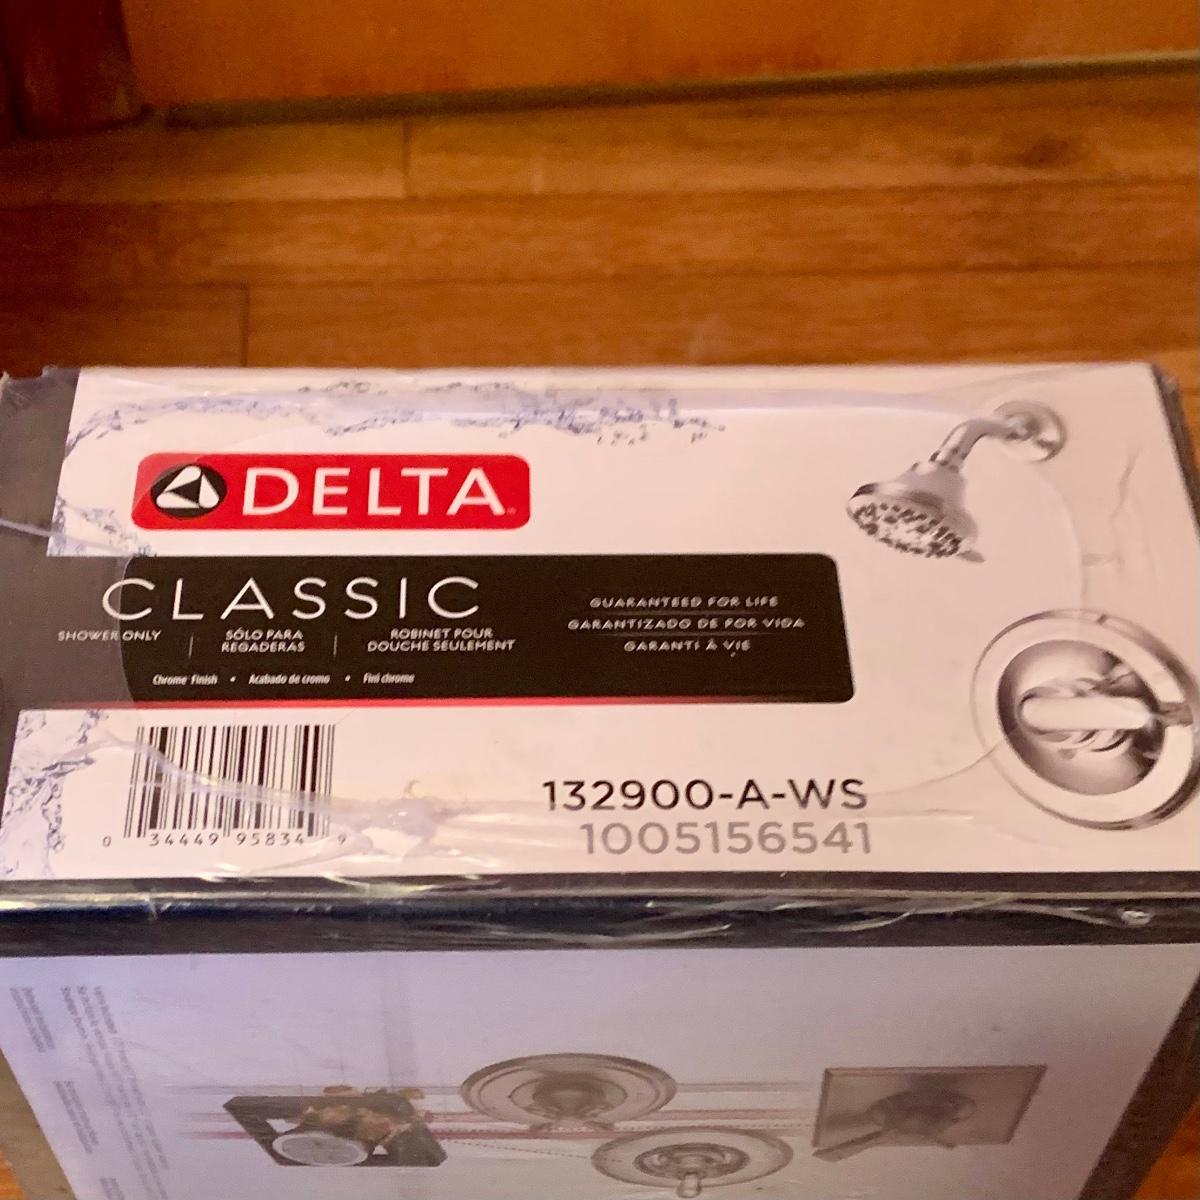 DELTA
CLASSIC
SHOWER ONLY
SÓLO PARA
REGADERAS
ROBINET POUR
DOUCHE SEULEMENT
Chrome Finish • Acabado de cromo • Fini chrome
GUARANTEED FOR LIFE
GARANTIZADO DE POR VIDA
GARANTI À VIE
0 34449 95834 9
132900-A-WS
1005156541